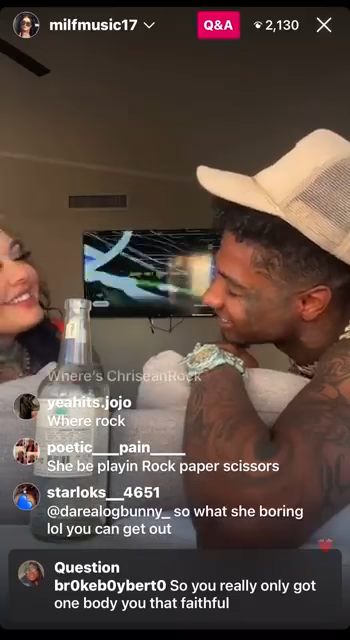 milfmusic17
Q&A
2,130
Where's ChriseanRock
yeahits.jojo
Where rock
poetic____pain_____
She be playin Rock paper scissors
starloks__4651
@darealogbunny_ so what she boring
lol you can get out
Question
br0keb0ybert0 So you really only got
one body you that faithful